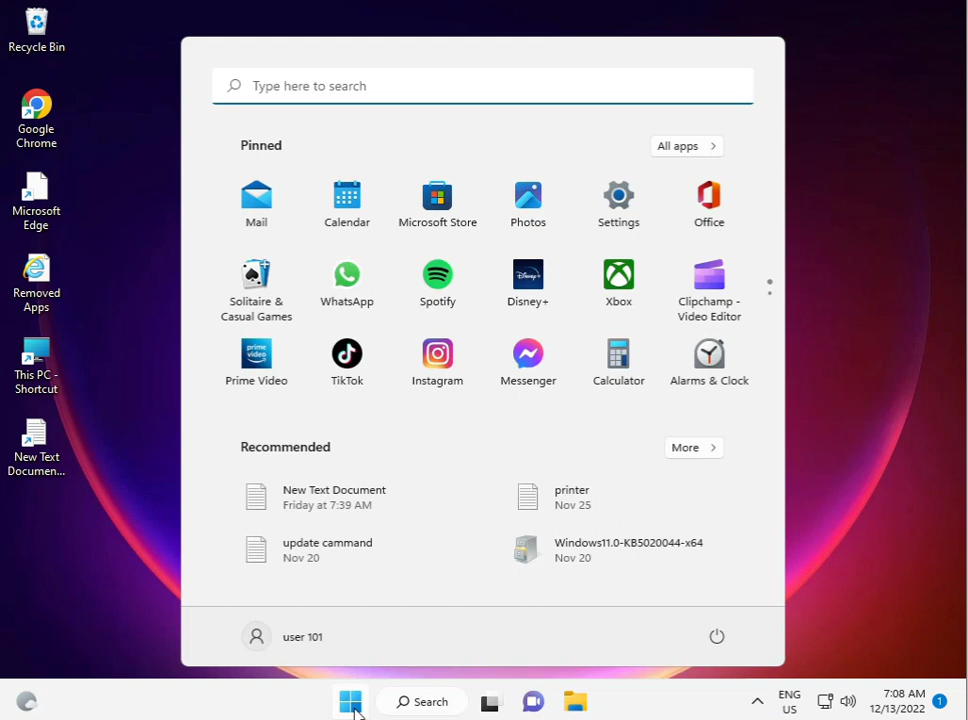 Recycle Bin
Google
Chrome
Microsoft
Edge
Removed
Apps
This PC -
Shortcut
New Text
Documen...
Type here to search
Pinned
All apps
Mail
Calendar
Microsoft Store
Photos
Settings
Office
Solitaire &
Casual Games
WhatsApp
Spotify
Disney+
Disney+
Xbox
Clipchamp -
Video Editor
prime
video
Prime Video
TikTok
Instagram
Messenger
Calculator
Alarms & Clock
Recommended
More
New Text Document
Friday at 7:39 AM
printer
Nov 25
update cammand
Nov 20
Windows11.0-KB5020044-x64
Nov 20
user 101
Search
ENG
US
7:08 AM
12/13/2022
1